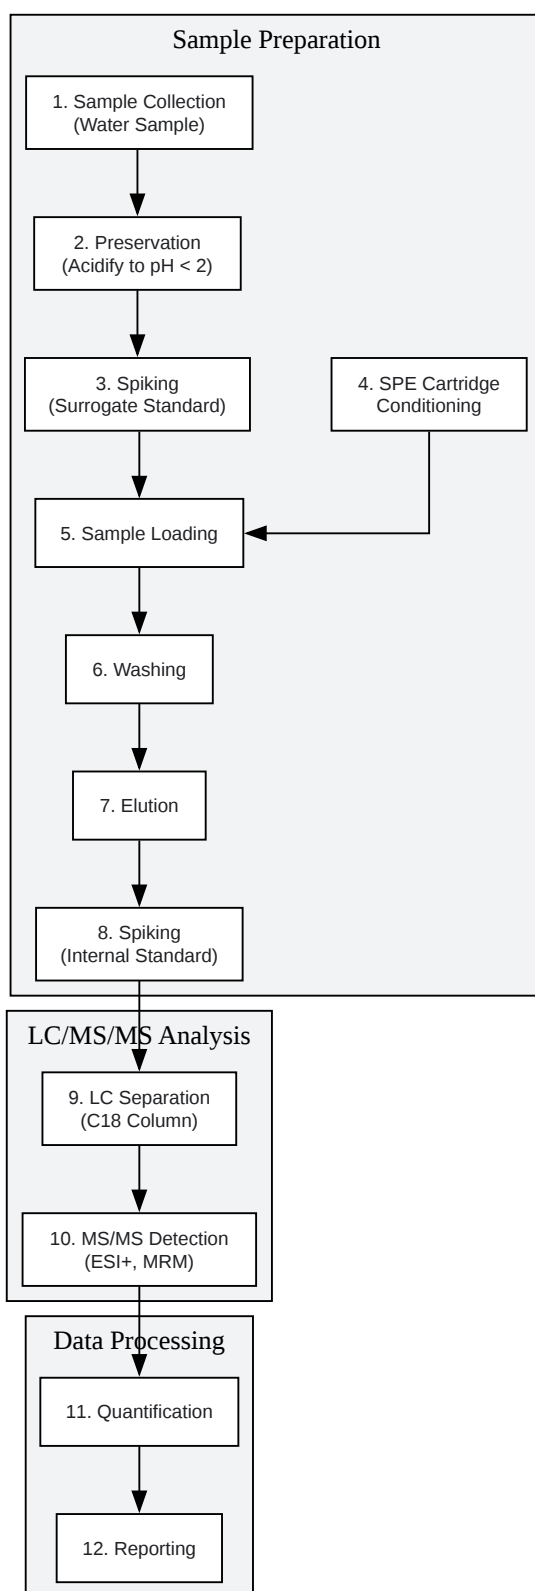 Sample Preparation
1. Sample Collection
(Water Sample)
2. Preservation
(Acidify to pH < 2)
3. Spiking
(Surrogate Standard)
4. SPE Cartridge
Conditioning
5. Sample Loading
6. Washing
7. Elution
8. Spiking
(Internal Standard)
LC/MS/MS Analysis
9. LC Separation
(C18 Column)
10. MS/MS Detection
(ESI+, MRM)
Data Processing
11. Quantification
12. Reporting